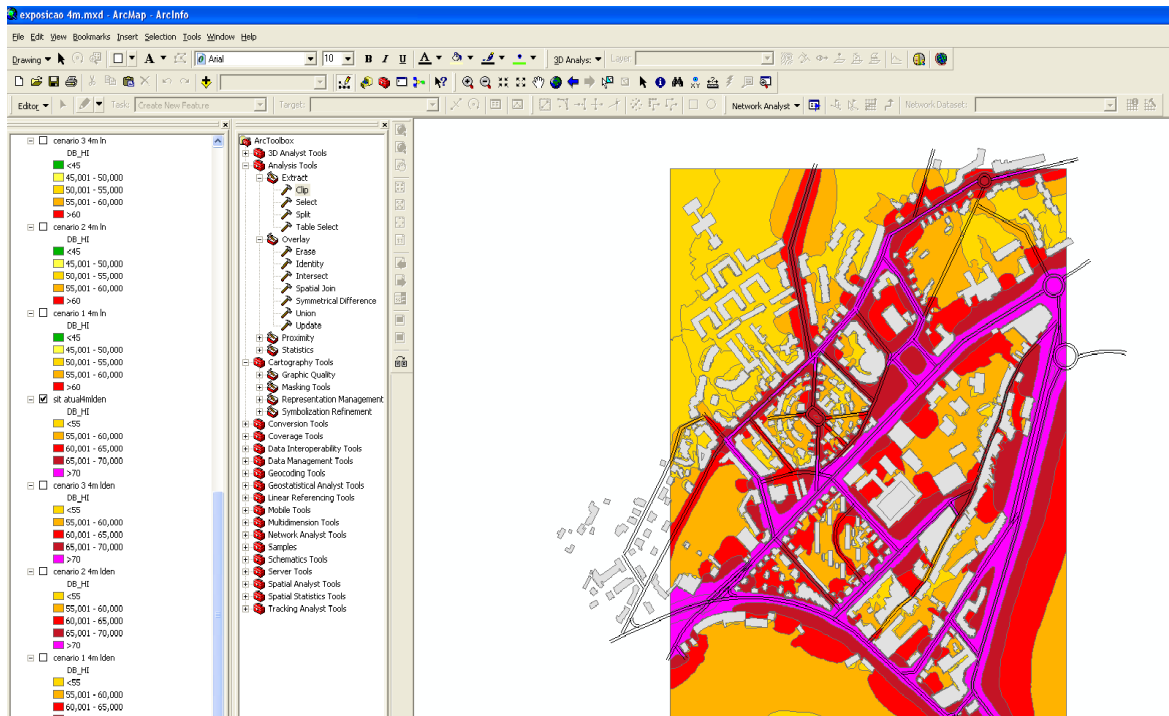 exposicao 4m.mxd - ArcMap - ArcInfo
File Edit View Bookmarks Insert Selection Tools Window Help
Drawing A Arial 10 B I U A 3D Analyst Layer:
Editor Task: Create New Feature Target: Network Analyst Network Dataset:
cenario 3 4m ln
DB_HI
<45
45,001 - 50,000
50,001 - 55,000
55,001 - 60,000
>60
cenario 2 4m ln
DB_HI
<45
45,001 - 50,000
50,001 - 55,000
55,001 - 60,000
>60
cenario 1 4m ln
DB_HI
<45
45,001 - 50,000
50,001 - 55,000
55,001 - 60,000
>60
sit atual4mlden
DB_HI
<55
55,001 - 60,000
60,001 - 65,000
65,001 - 70,000
>70
cenario 3 4m lden
DB_HI
<55
55,001 - 60,000
60,001 - 65,000
65,001 - 70,000
>70
cenario 2 4m lden
DB_HI
<55
55,001 - 60,000
60,001 - 65,000
65,001 - 70,000
>70
cenario 1 4m lden
DB_HI
<55
55,001 - 60,000
60,001 - 65,000
ArcToolbox
3D Analyst Tools
Analysis Tools
Extract
Clip
Select
Split
Table Select
Overlay
Erase
Identity
Intersect
Spatial Join
Symmetrical Difference
Union
Update
Proximity
Statistics
Cartography Tools
Graphic Quality
Masking Tools
Representation Management
Symbolization Refinement
Conversion Tools
Coverage Tools
Data Interoperability Tools
Data Management Tools
Geocoding Tools
Geostatistical Analyst Tools
Linear Referencing Tools
Mobile Tools
Multidimension Tools
Network Analyst Tools
Samples
Schematics Tools
Server Tools
Spatial Analyst Tools
Spatial Statistics Tools
Tracking Analyst Tools